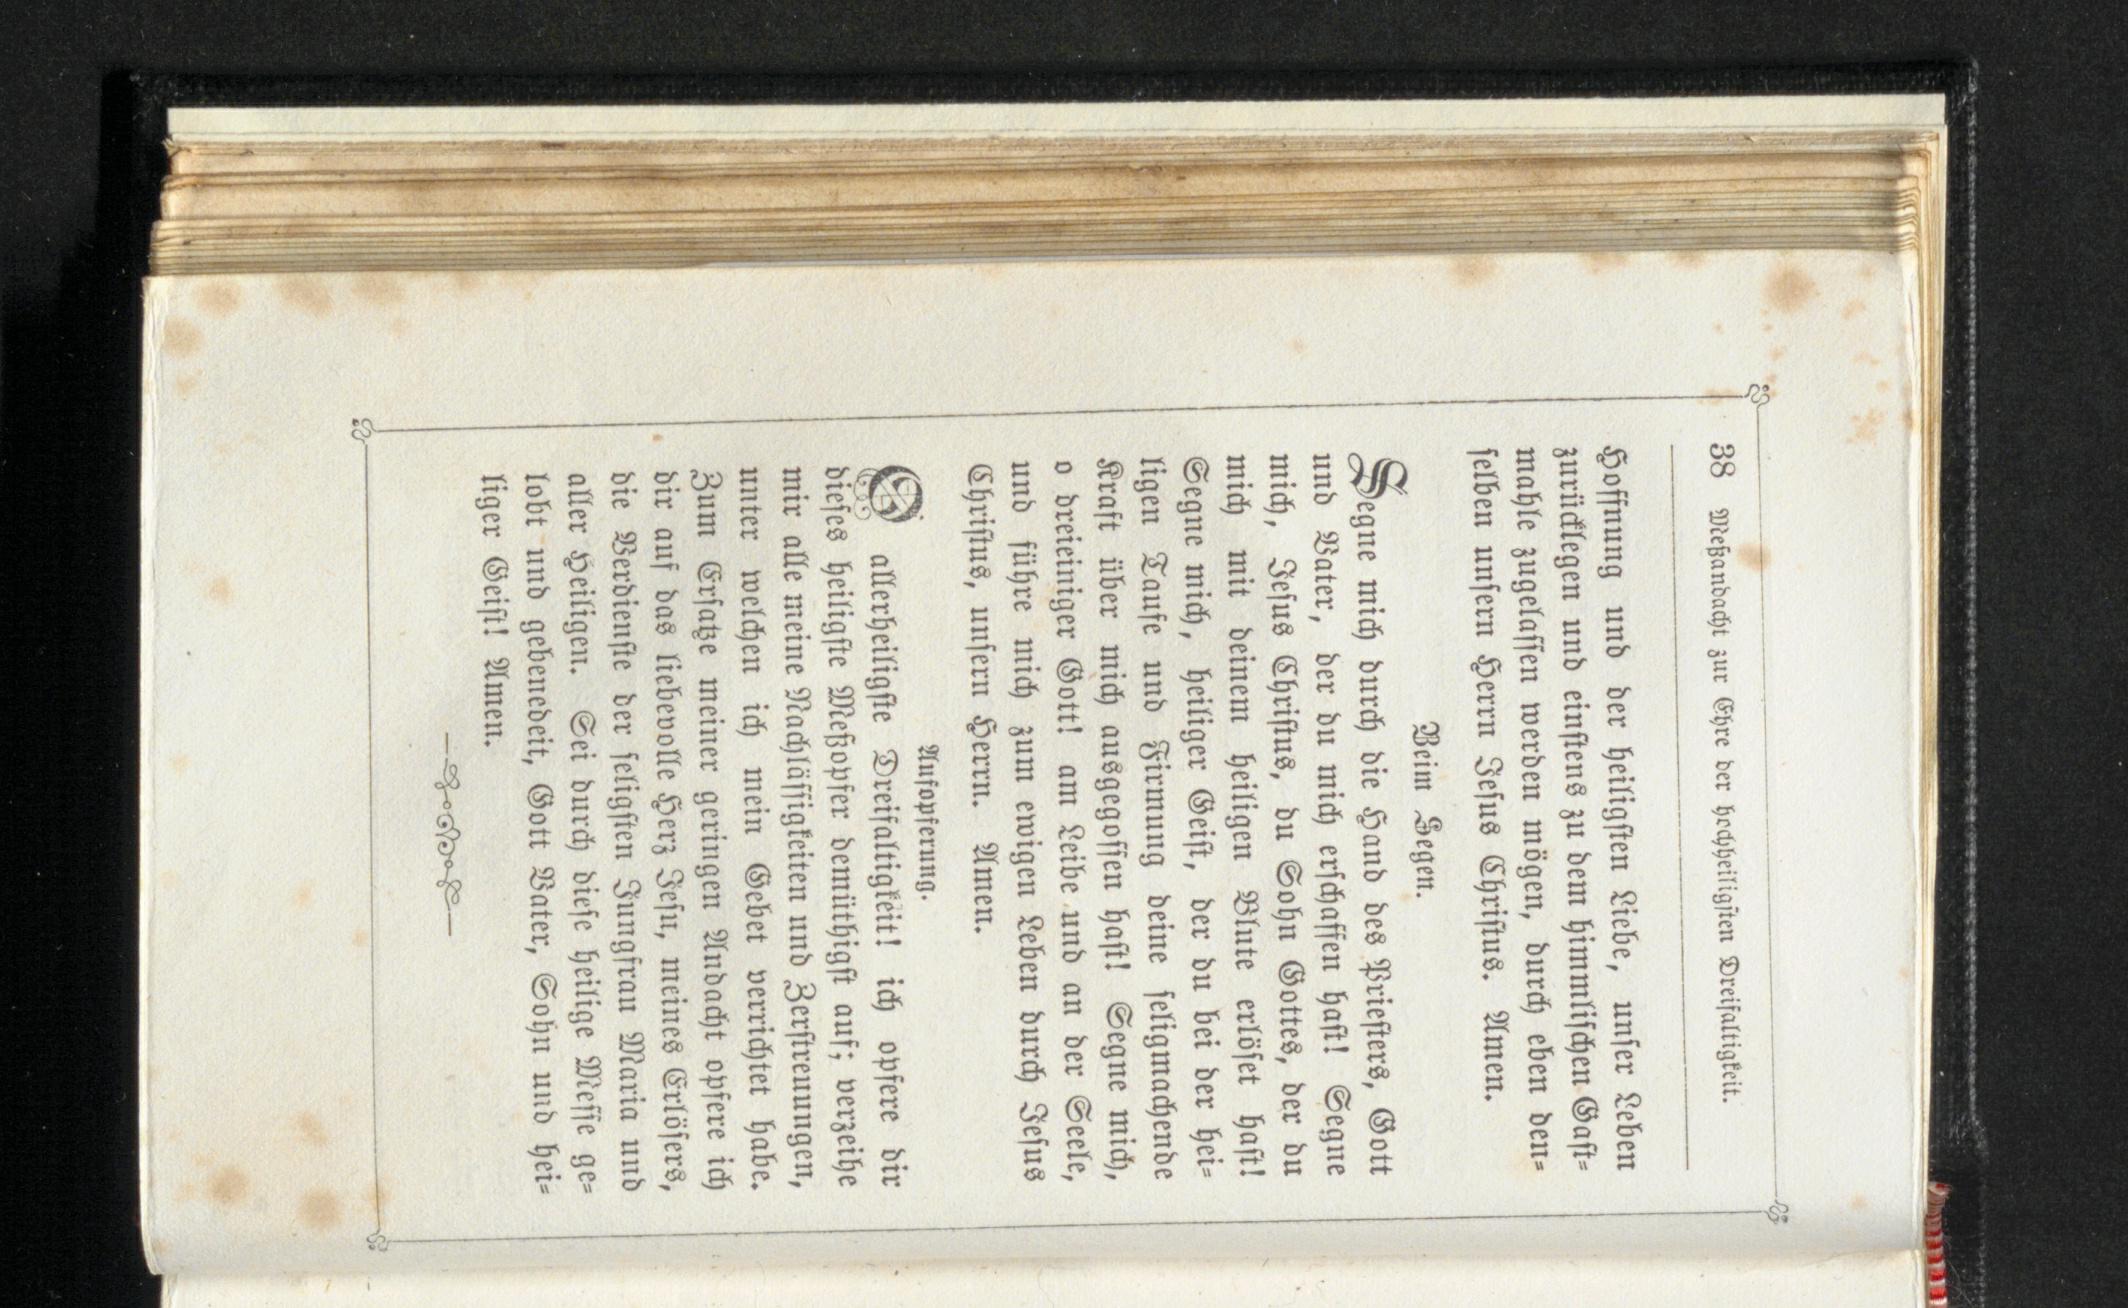 38 Meßandacht zur Ehre der hochheiligsten Dreifaltigkeit.
Hoffnung und der heiligsten Liebe, unser Leben
zurücklegen und einstens zu dem himmlischen Gast-
mahle zugelassen werden mögen, durch eben den-
selben unsern Herrn Jesus Christus. Amen.
Beim Segen.
Segne mich durch die Hand des Priesters, Gott
und Vater, der du mich erschaffen hast! Segne
mich, Jesus Christus, du Sohn Gottes, der du
mich mit deinem heiligen Blute erlöset hast!
Segne mich, heiliger Geist, der du bei der hei-
ligen Taufe und Firmung deine seligmachende
Kraft über mich ausgegossen hast! Segne mich,
o dreieiniger Gott! am Leibe und an der Seele,
und führe mich zum ewigen Leben durch Jesus
Christus, unsern Herrn. Amen.
Aufopferung.
O allerheiligste Dreifaltigkeit! ich opfere dir
dieses heiligste Meßopfer demüthigst auf; verzeihe
mir alle meine Nachlässigkeiten und Zerstreuungen,
unter welchen ich mein Gebet verrichtet habe.
Zum Ersatze meiner geringen Andacht opfere ich
dir auf das liebevolle Herz Jesu, meines Erlösers,
die Verdienste der seligsten Jungfrau Maria und
aller Heiligen. Sei durch diese heilige Messe ge-
lobt und gebenedeit, Gott Vater, Sohn und hei-
liger Geist! Amen.